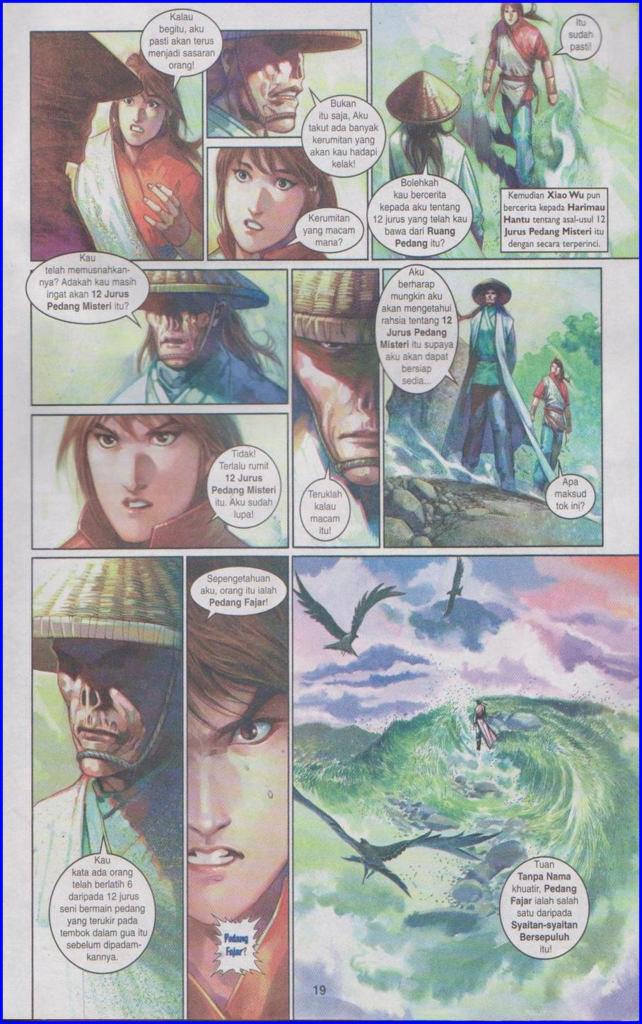 Kalau
begitu, aku
pasti akan terus
menjadi sasaran
orang!
Bukan
itu saja, Aku
takut ada banyak
kerumitan yang
akan kau hadapi
kelak!
Kerumitan
yang macam
mana?
Itu
sudah
pasti!
Bolehkah
kau bercerita
kepada aku tentang
12 jurus yang telah kau
bawa dari Ruang
Pedang itu?
Kemudian Xiao Wu pun
bercerita kepada Harimau
Hantu tentang asal-usul 12
Jurus Pedang Misteri itu
dengan secara terperinci.
Kau
telah memusnahkan-
nya? Adakah kau masih
ingat akan 12 Jurus
Pedang Misteri itu?
Tidak!
Terlalu rumit
12 Jurus
Pedang Misteri
itu. Aku sudah
lupa!
Teruklah
kalau
macam
itu!
Aku
berharap
mungkin aku
akan mengetahui
rahsia tentang 12
Jurus Pedang
Misteri itu supaya
aku akan dapat
bersiap
sedia...
Apa
maksud
tok ini?
Kau
kata ada orang
telah berlatih 6
daripada 12 jurus
seni bermain pedang
yang terukir pada
tembok dalam gua itu
sebelum dipadam-
kannya.
Sepengetahuan
aku, orang itu ialah
Pedang Fajar!
Pedang
Fajar?
Tuan
Tanpa Nama
khuatir, Pedang
Fajar ialah salah
satu daripada
Syaitan-syaitan
Bersepuluh
itu!
19